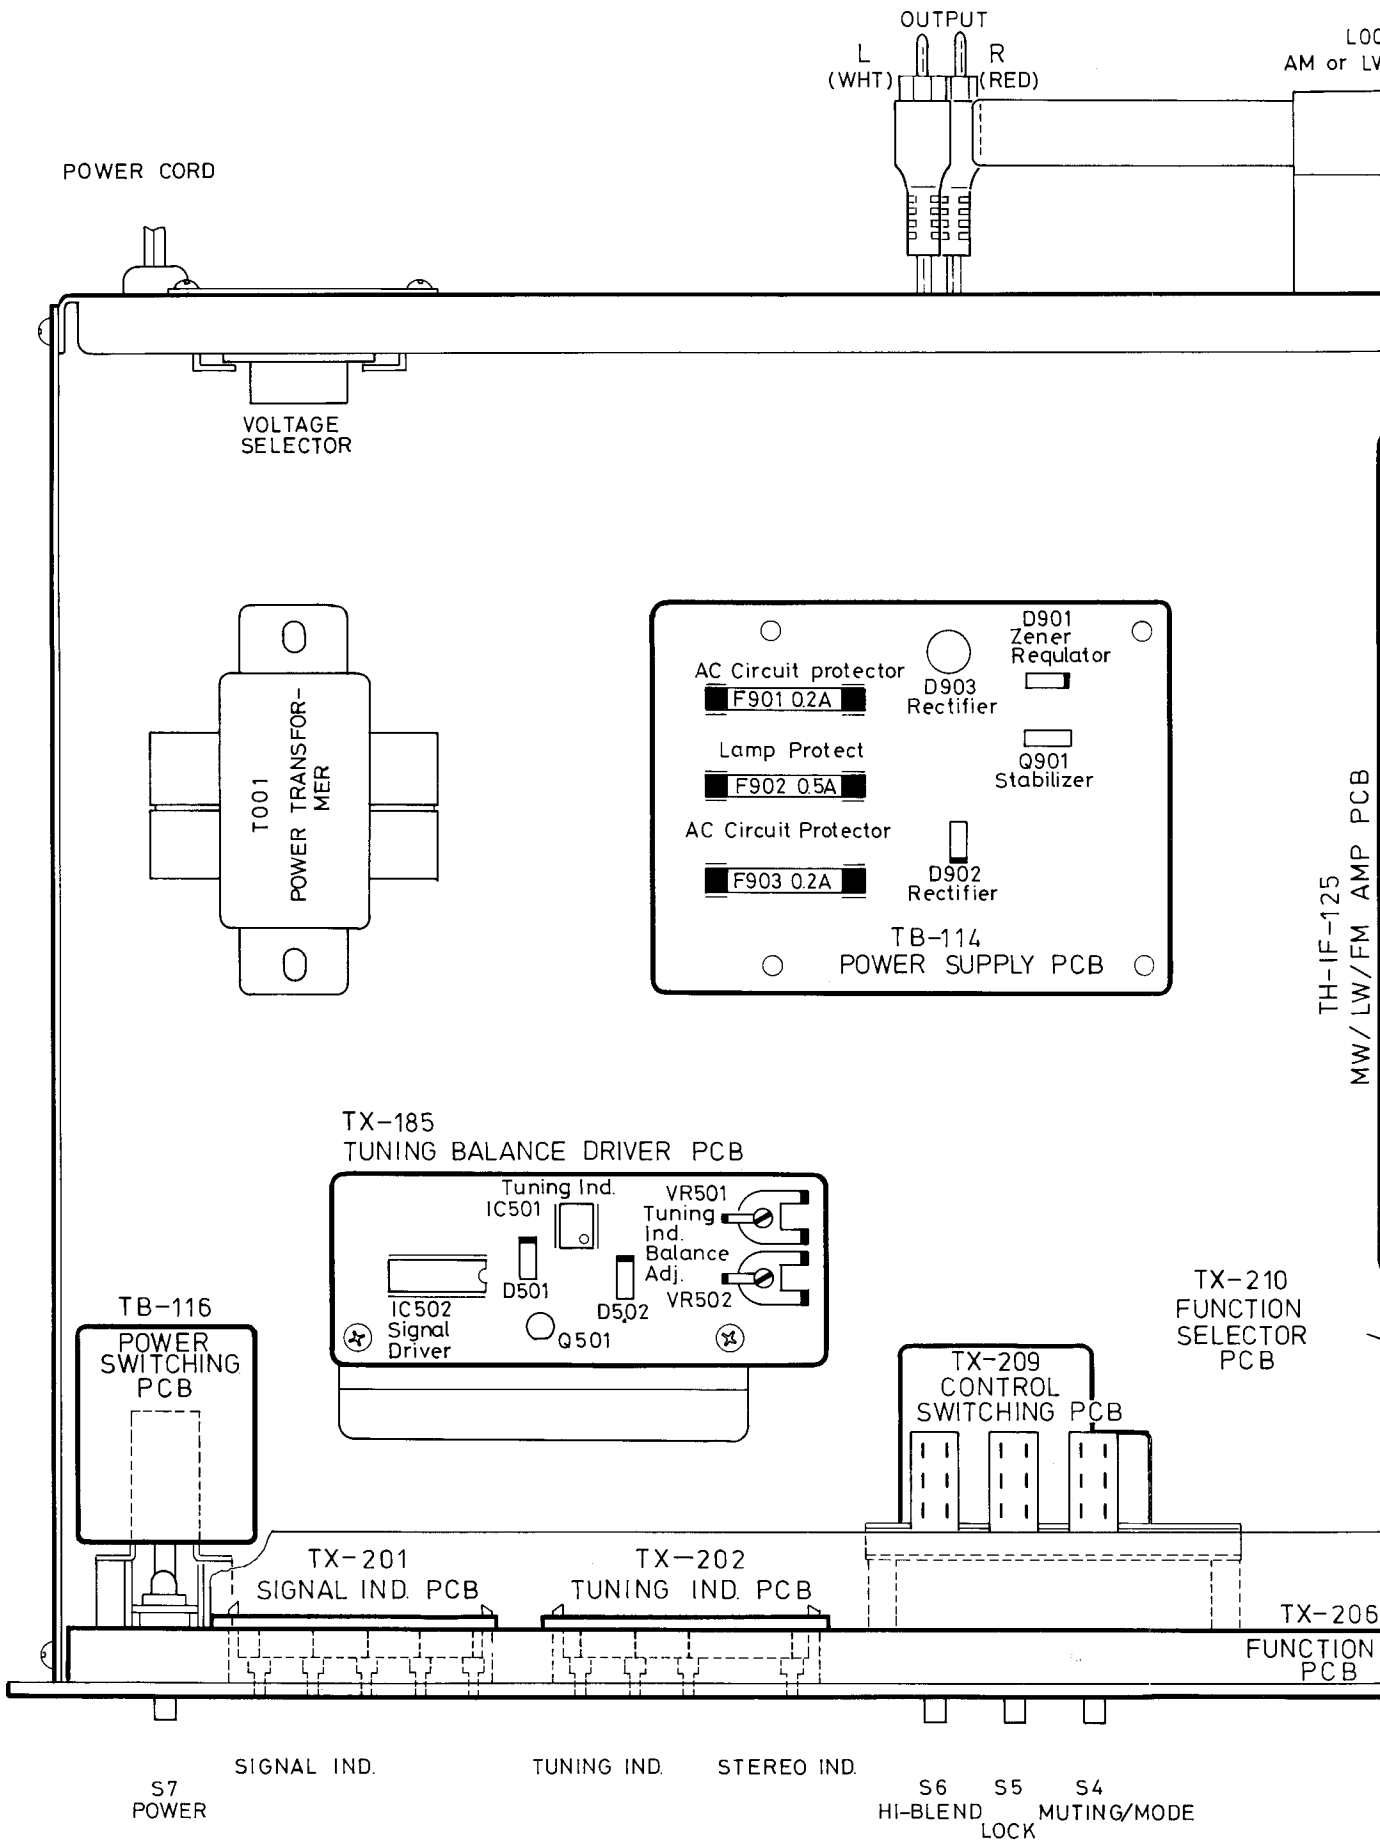 OUTPUT
L
(WHT)
R
(RED)
AM or LW
POWER CORD
VOLTAGE
SELECTOR
T001
POWER TRANSFOR-
MER
AC Circuit protector
F901 0.2A
Lamp Protect
F902 0.5A
AC Circuit Protector
F903 0.2A
D903
Rectifier
D901
Zener
Requlator
Q901
Stabilizer
D902
Rectifier
TB-114
POWER SUPPLY PCB
TH-IF-125
MW/LW/FM AMP PCB
TX-185
TUNING BALANCE DRIVER PCB
Tuning Ind.
IC501
VR501
Tuning
Ind.
Balance
Adj.
VR502
D501
D502
IC502
Signal
Driver
Q501
TB-116
POWER
SWITCHING
PCB
TX-210
FUNCTION
SELECTOR
PCB
TX-209
CONTROL
SWITCHING PCB
TX-201
SIGNAL IND. PCB
TX-202
TUNING IND. PCB
TX-206
FUNCTION
PCB
SIGNAL IND.
TUNING IND.
STEREO IND.
S7
POWER
S6
HI-BLEND
S5
LOCK
S4
MUTING/MODE